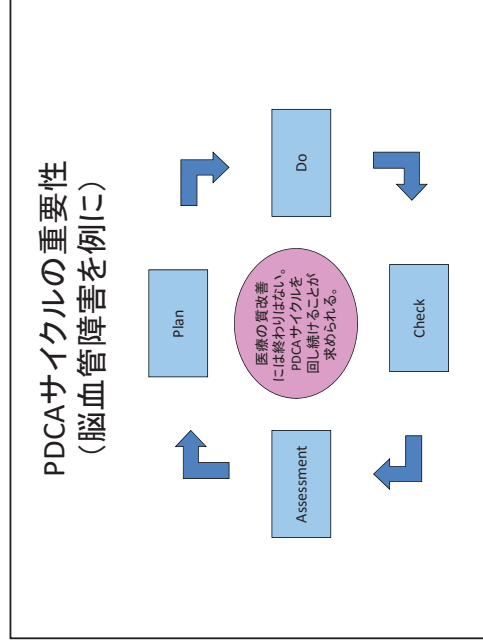 PDCAサイクルの重要性
（脳血管障害を例に）
Plan
Do
Check
Assessment
医療の質改善
には終わりはない。
PDCAサイクルを
回し続けることが
求められる。